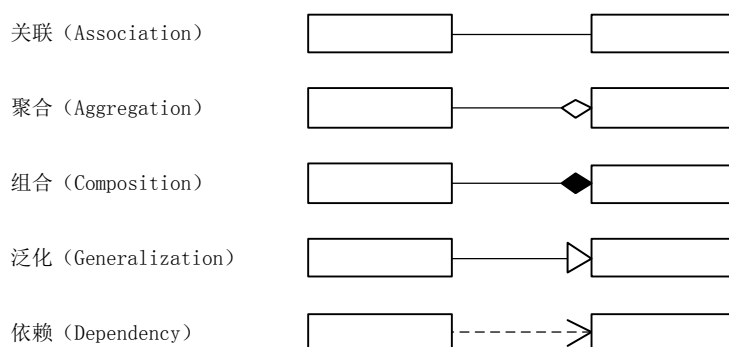 关联（Association）
聚合（Aggregation）
组合（Composition）
泛化（Generalization）
依赖（Dependency）